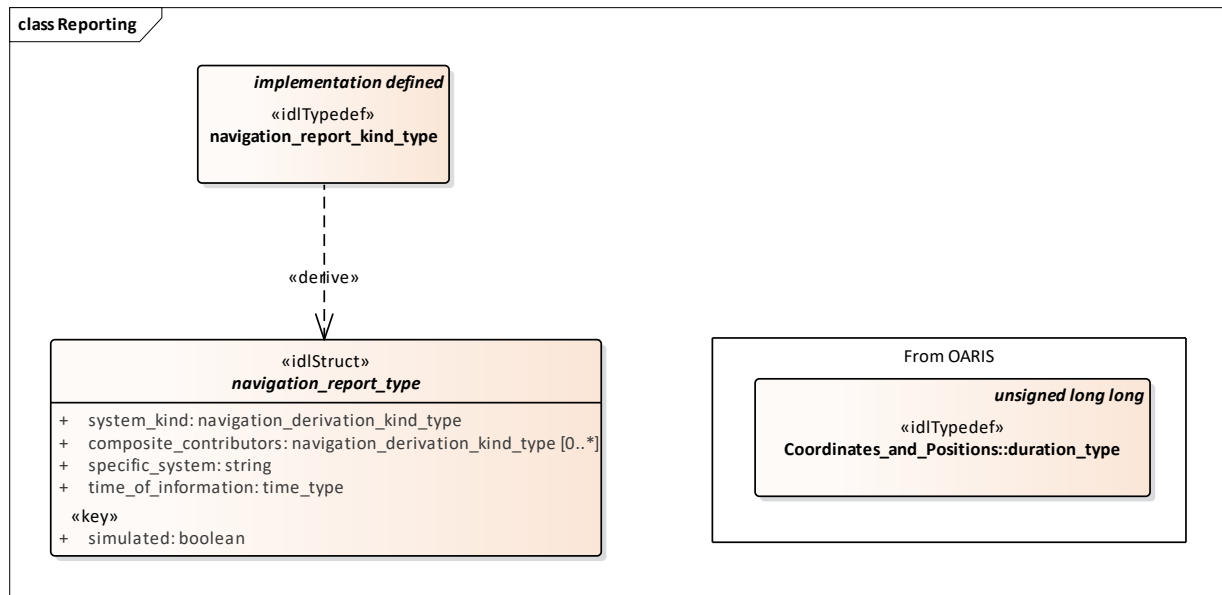 class Reporting
implementation defined
«idlTypedef»
navigation_report_kind_type
«derive»
«idlStruct»
navigation_report_type
+ system_kind: navigation_derivation_kind_type
+ composite_contributors: navigation_derivation_kind_type [0..*]
+ specific_system: string
+ time_of_information: time_type
«key»
+ simulated: boolean
From OARIS
unsigned long long
«idlTypedef»
Coordinates_and_Positions::duration_type